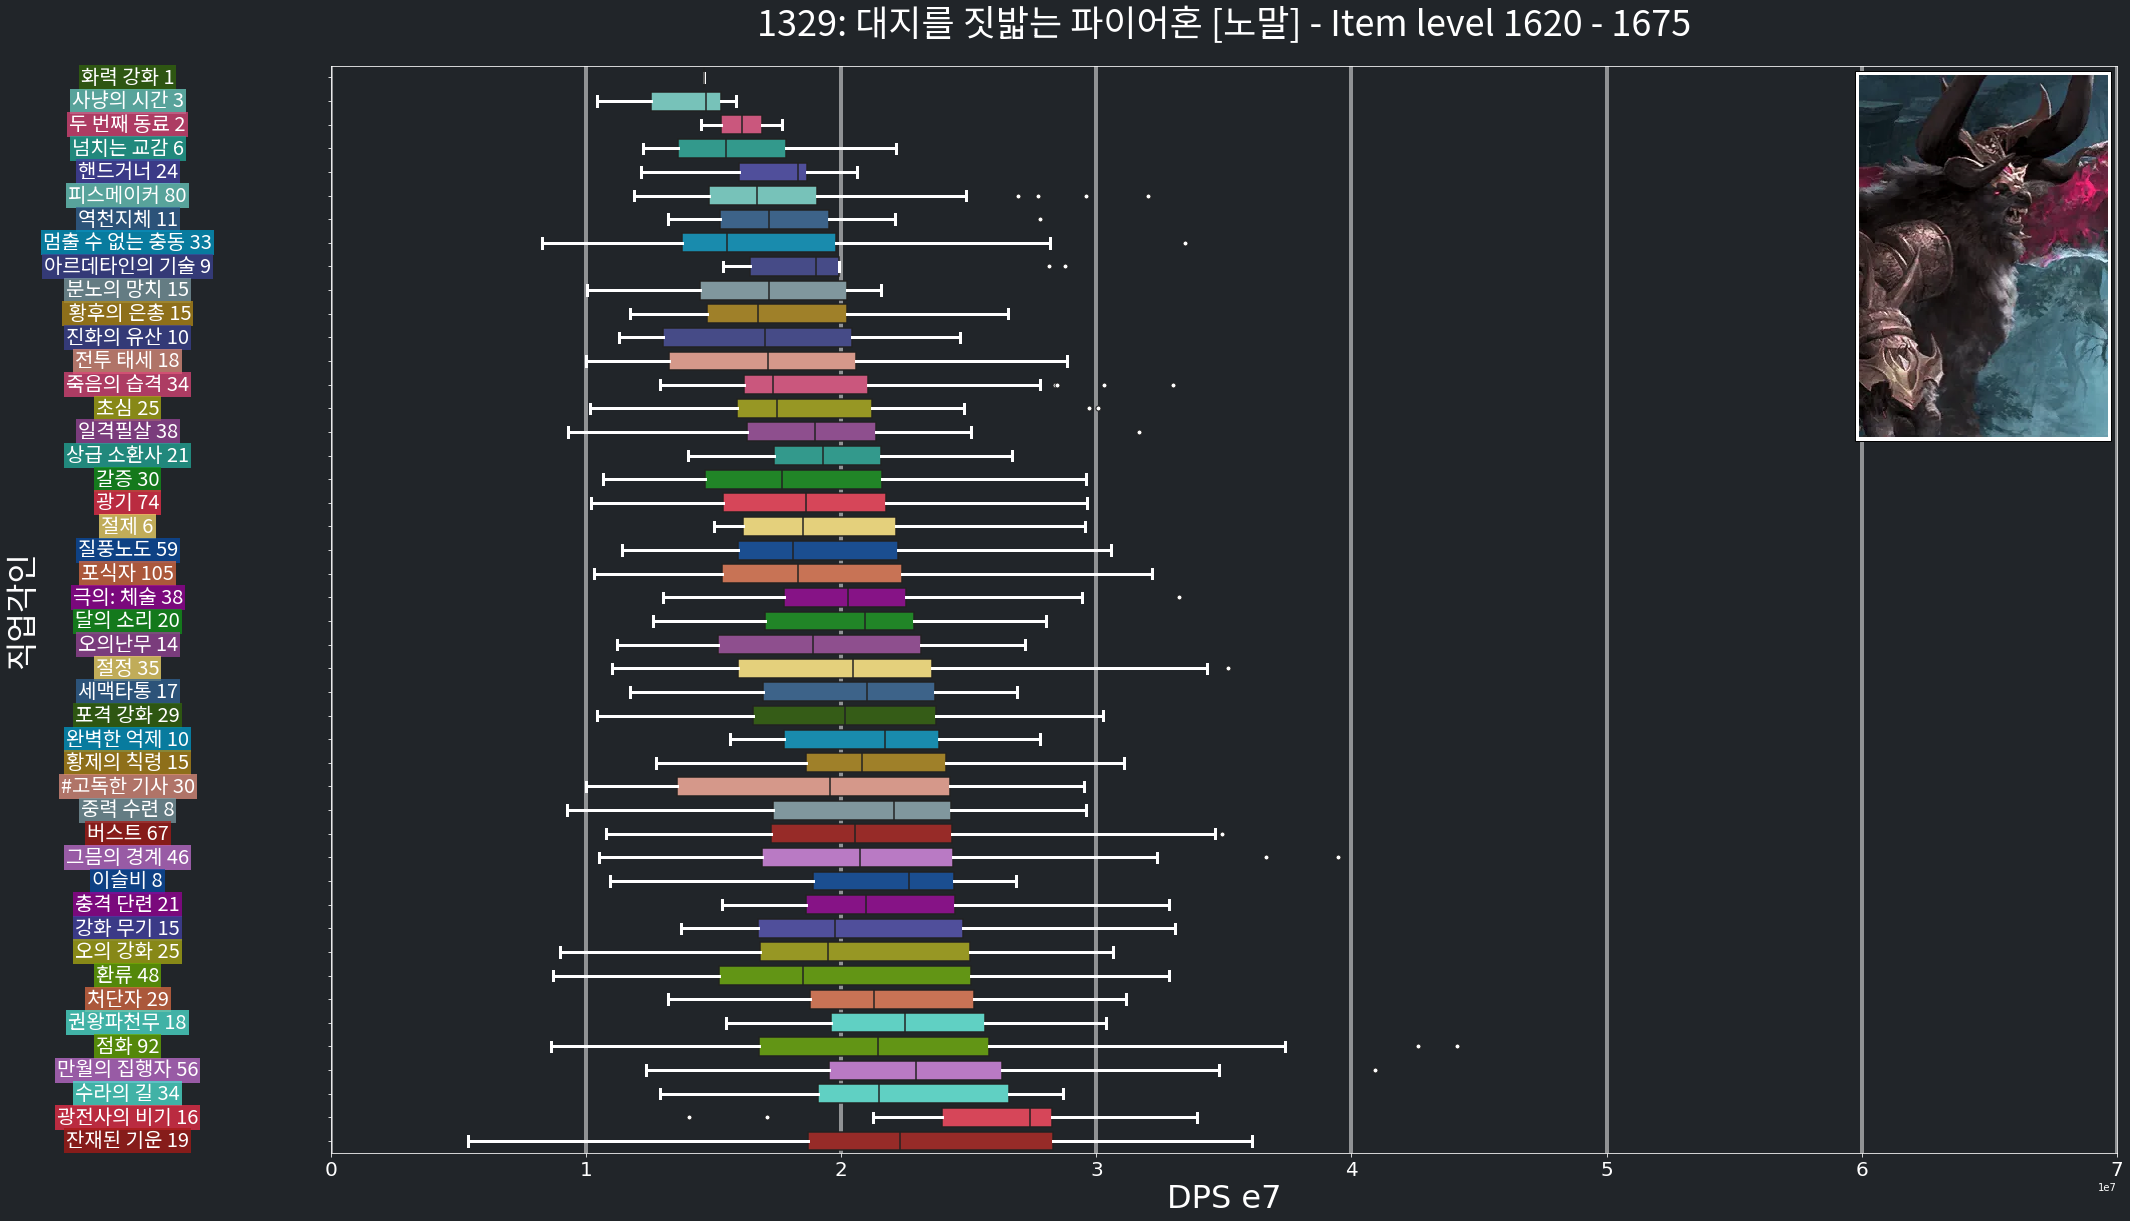 1329: 대지를 짓밟는 파이어혼 [노말] - Item level 1620 - 1675
직업각인
화력 강화 1
사냥의 시간 3
두 번째 동료 2
넘치는 교감 6
핸드거너 24
피스메이커 80
역천지체 11
멈출 수 없는 충동 33
아르데타인의 기술 9
분노의 망치 15
황후의 은총 15
진화의 유산 10
전투 태세 18
죽음의 습격 34
초심 25
일격필살 38
상급 소환사 21
갈증 30
광기 74
절제 6
질풍노도 59
포식자 105
극의: 체술 38
달의 소리 20
오의난무 14
절정 35
세맥타통 17
포격 강화 29
완벽한 억제 10
황제의 칙령 15
#고독한 기사 30
중력 수련 8
버스트 67
그믐의 경계 46
이슬비 8
충격 단련 21
강화 무기 15
오의 강화 25
환류 48
처단자 29
권왕파천무 18
점화 92
만월의 집행자 56
수라의 길 34
광전사의 비기 16
잔재된 기운 19
0 1 2 3 4 5 6 7
1e7
DPS e7